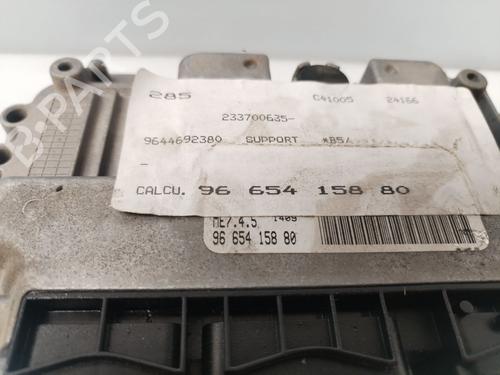 B-PARTS
285 C41005 24166
233700635-
9644692380 SUPPORT *B5/
-
CALCU. 96 654 158 80
ME7.4.5 1409
96 654 158 80